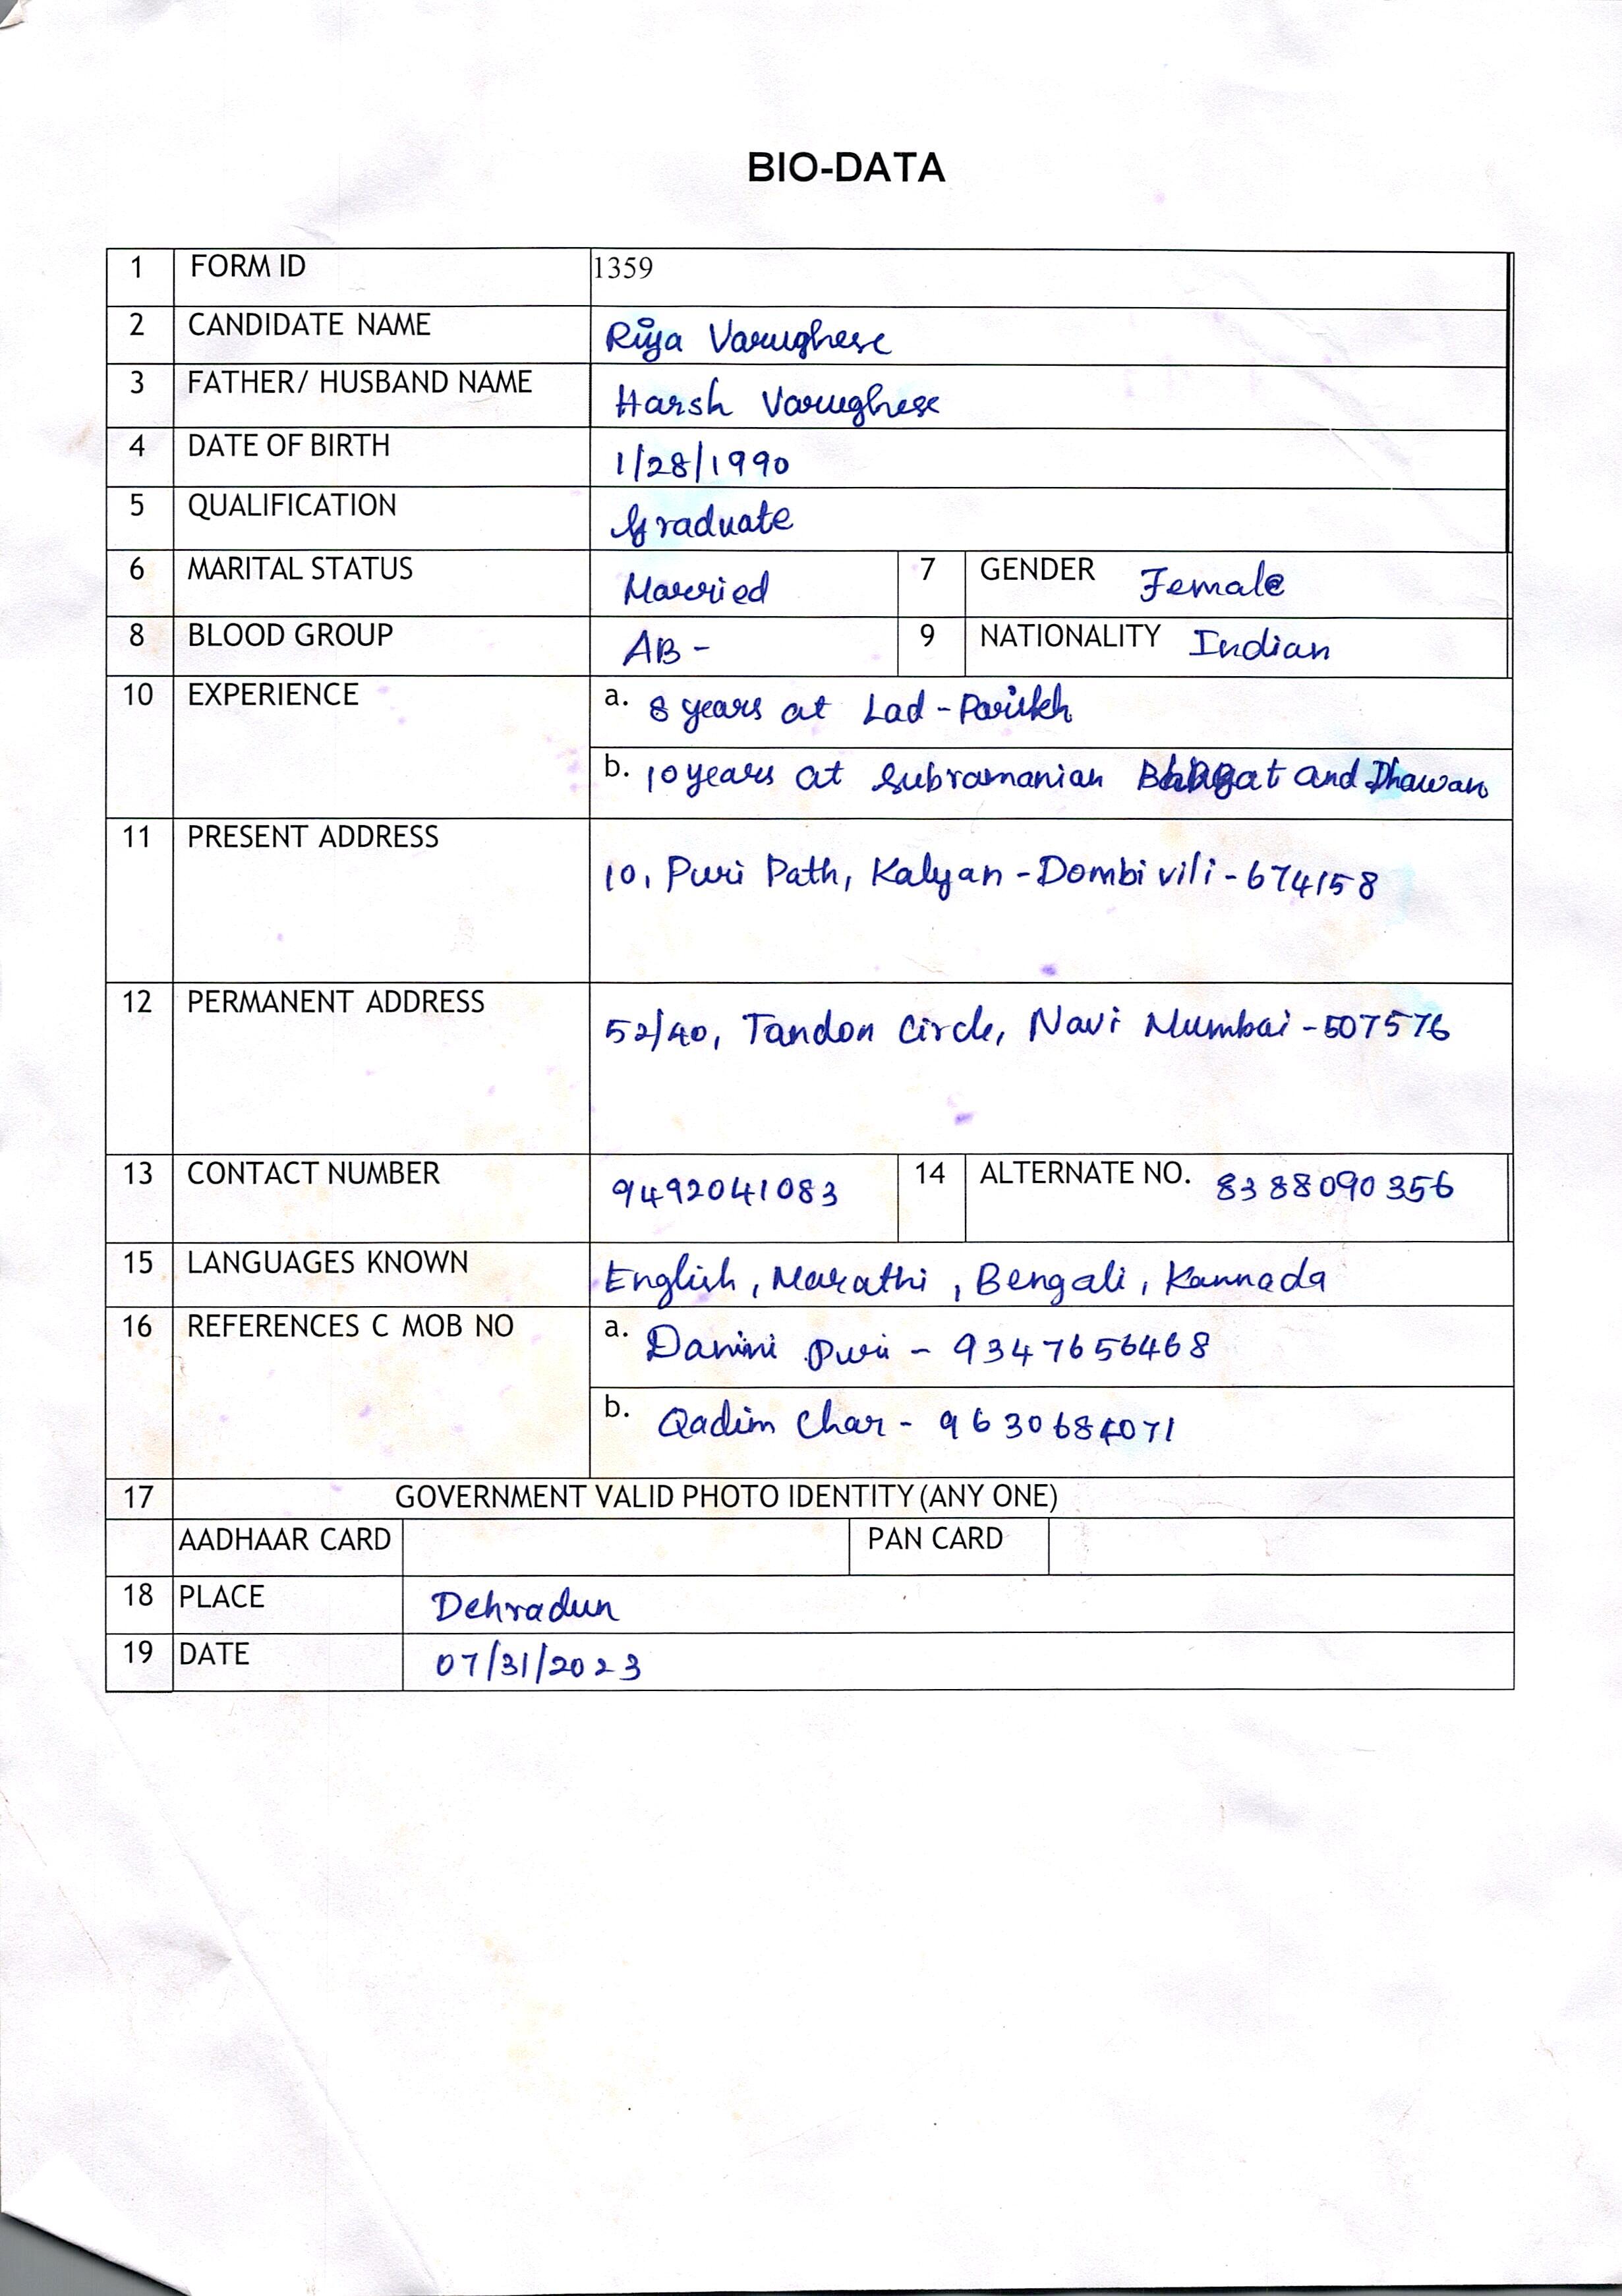 BIO-DATA
1 FORM ID 1359
2 CANDIDATE NAME Riya Varughese
3 FATHER/ HUSBAND NAME Harsh Varughese
4 DATE OF BIRTH 1/28/1990
5 QUALIFICATION Graduate
6 MARITAL STATUS Married 7 GENDER Female
8 BLOOD GROUP AB - 9 NATIONALITY Indian
10 EXPERIENCE a. 8 years at Lad - Parikh
b. 10 years at Subramanian and Dhawan
11 PRESENT ADDRESS
10, Puri Path, Kalyan - Dombivili - 674158
12 PERMANENT ADDRESS
52/40, Tandon Circle, Navi Mumbai - 507576
13 CONTACT NUMBER 9492041083 14 ALTERNATE NO. 8388090356
15 LANGUAGES KNOWN English, Marathi, Bengali, Kannada
16 REFERENCES C MOB NO a. Damini Puri - 9347656468
b. Qadim Char - 9630684071
17 GOVERNMENT VALID PHOTO IDENTITY (ANY ONE)
AADHAAR CARD PAN CARD
18 PLACE Dehradun
19 DATE 07/31/2023